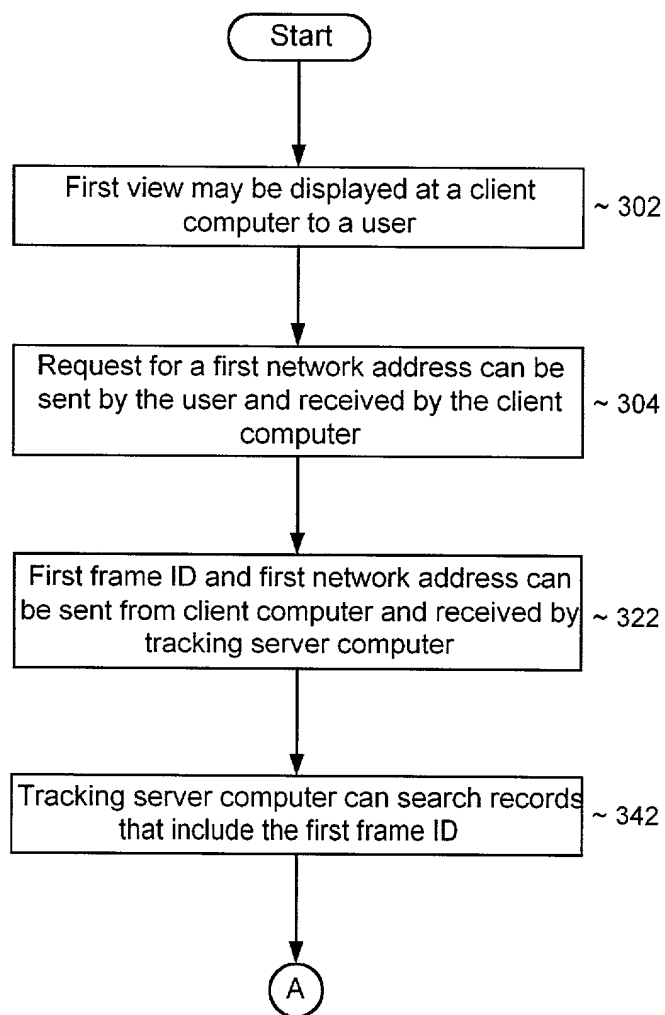 Start
First view may be displayed at a client
computer to a user
~ 302
Request for a first network address can be
sent by the user and received by the client
computer
~ 304
First frame ID and first network address can
be sent from client computer and received by
tracking server computer
~ 322
Tracking server computer can search records
that include the first frame ID
~ 342
A